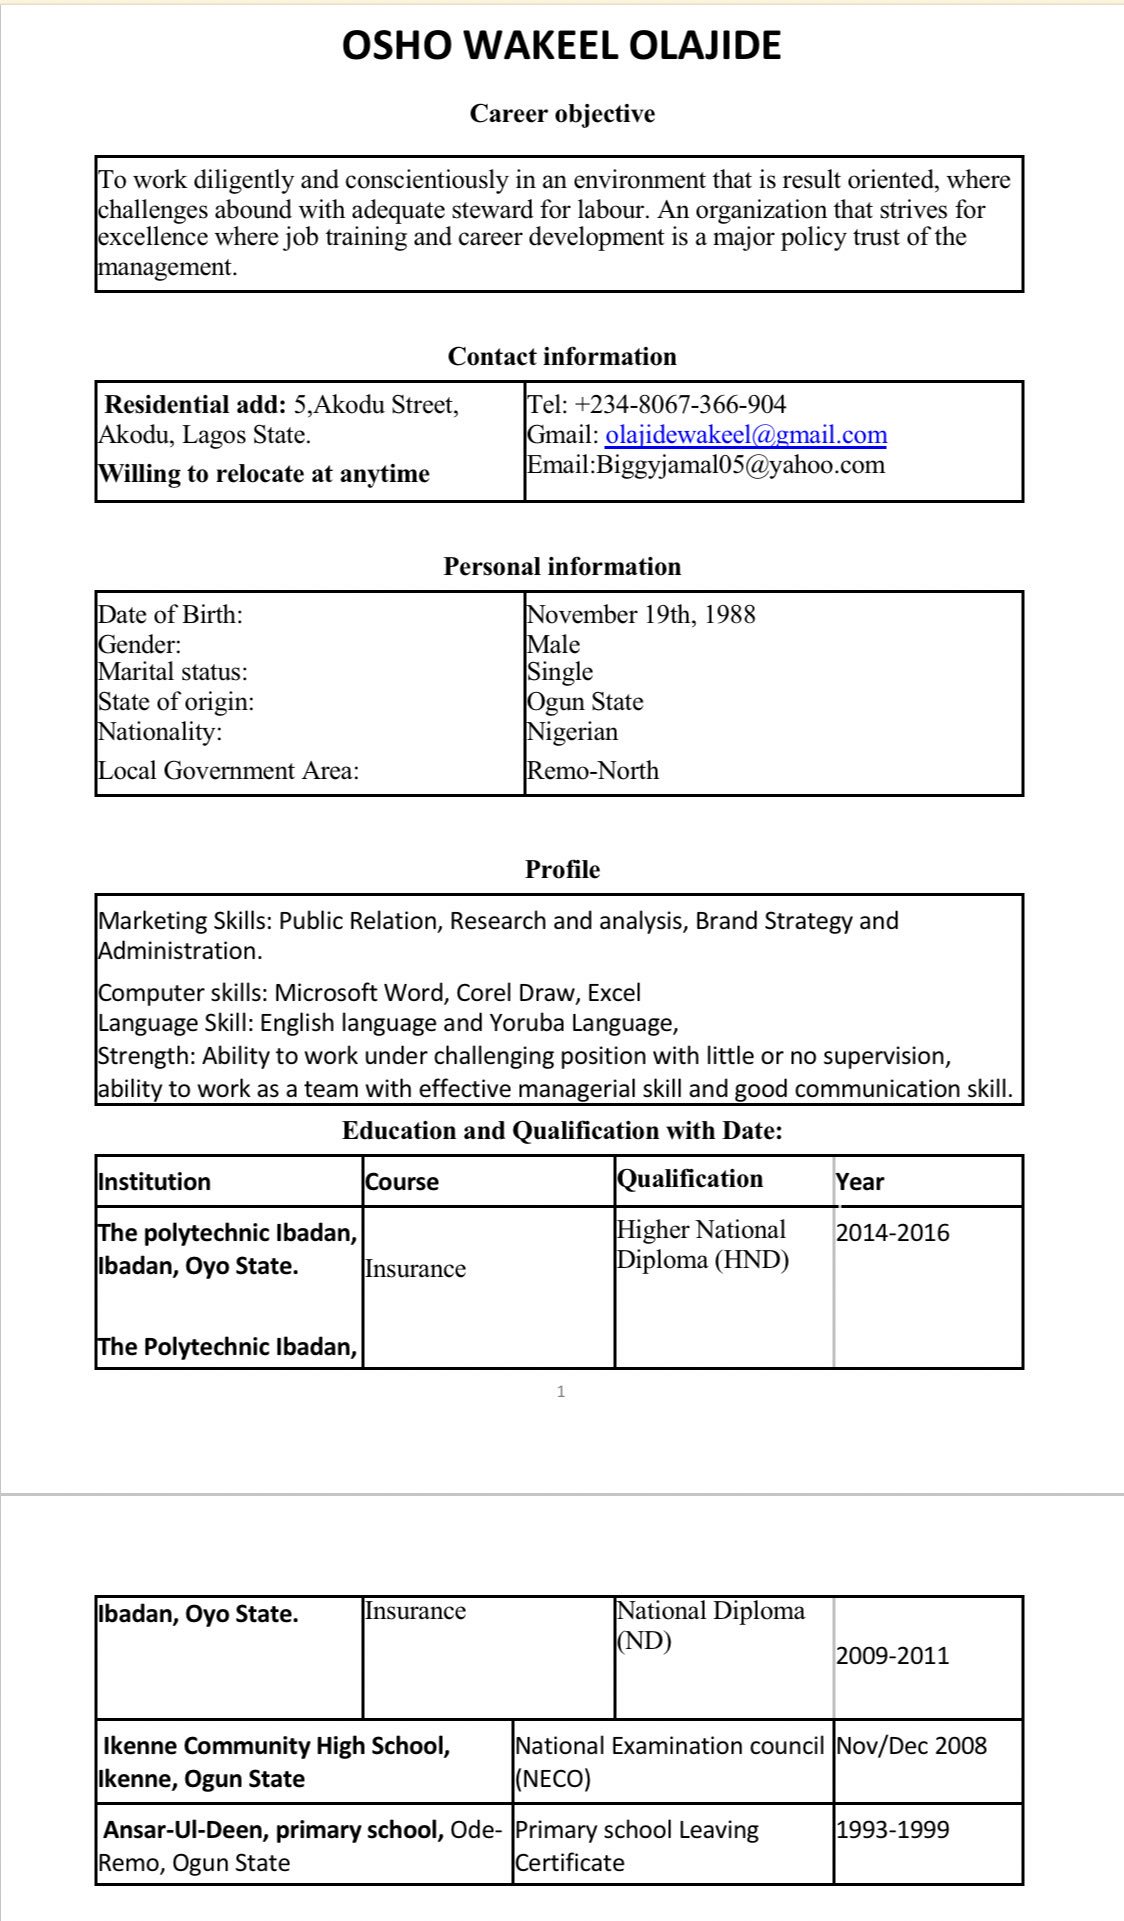 OSHO WAKEEL OLAJIDE
Career objective
To work diligently and conscientiously in an environment that is result oriented, where
challenges abound with adequate steward for labour. An organization that strives for
excellence where job training and career development is a major policy trust of the
management.
Contact information
Residential add: 5,Akodu Street,
Akodu, Lagos State.
Willing to relocate at anytime
Tel: +234-8067-366-904
Gmail: olajidewakeel@gmail.com
Email:Biggyjamal05@yahoo.com
Personal information
Date of Birth: November 19th, 1988
Gender: Male
Marital status: Single
State of origin: Ogun State
Nationality: Nigerian
Local Government Area: Remo-North
Profile
Marketing Skills: Public Relation, Research and analysis, Brand Strategy and
Administration.
Computer skills: Microsoft Word, Corel Draw, Excel
Language Skill: English language and Yoruba Language,
Strength: Ability to work under challenging position with little or no supervision,
ability to work as a team with effective managerial skill and good communication skill.
Education and Qualification with Date:
Institution Course Qualification Year
The polytechnic Ibadan,
Ibadan, Oyo State.
Insurance
Higher National
Diploma (HND)
2014-2016
The Polytechnic Ibadan,
1
Ibadan, Oyo State.
Insurance
National Diploma
(ND)
2009-2011
Ikenne Community High School,
Ikenne, Ogun State
National Examination council
(NECO)
Nov/Dec 2008
Ansar-Ul-Deen, primary school, Ode-
Remo, Ogun State
Primary school Leaving
Certificate
1993-1999